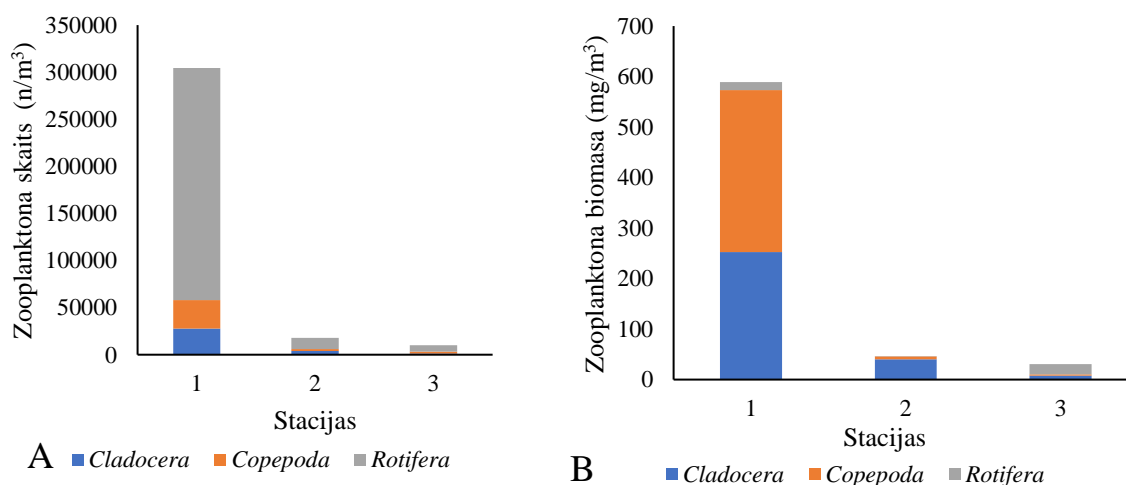 Zooplanktona skaits (n/m³)
350000
300000
250000
200000
150000
100000
50000
0
1 2 3
Stacijas
A Cladocera Copepoda Rotifera
Zooplanktona biomasa (mg/m³)
700
600
500
400
300
200
100
0
1 2 3
Stacijas
B Cladocera Copepoda Rotifera